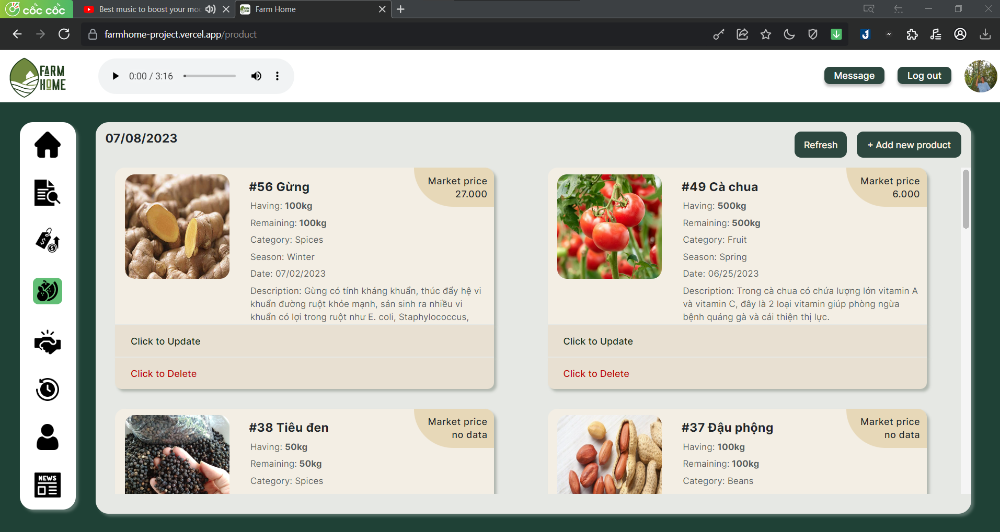 cốc cốc
Best music to boost your moo
Farm Home
farmhome-project.vercel.app/product
FARM
HOME
0:00 / 3:16
Message
Log out
07/08/2023
Refresh
+ Add new product
#56 Gừng
Market price
27.000
Having: 100kg
Remaining: 100kg
Category: Spices
Season: Winter
Date: 07/02/2023
Description: Gừng có tính kháng khuẩn, thúc đẩy hệ vi
khuẩn đường ruột khỏe mạnh, sản sinh ra nhiều vi
khuẩn có lợi trong ruột như E. coli, Staphylococcus,
Click to Update
Click to Delete
#49 Cà chua
Market price
6.000
Having: 500kg
Remaining: 500kg
Category: Fruit
Season: Spring
Date: 06/25/2023
Description: Trong cà chua có chứa lượng lớn vitamin A
và vitamin C, đây là 2 loại vitamin giúp phòng ngừa
bệnh quáng gà và cải thiện thị lực.
Click to Update
Click to Delete
#38 Tiêu đen
Market price
no data
Having: 50kg
Remaining: 50kg
Category: Spices
#37 Đậu phộng
Market price
no data
Having: 100kg
Remaining: 100kg
Category: Beans
NEWS